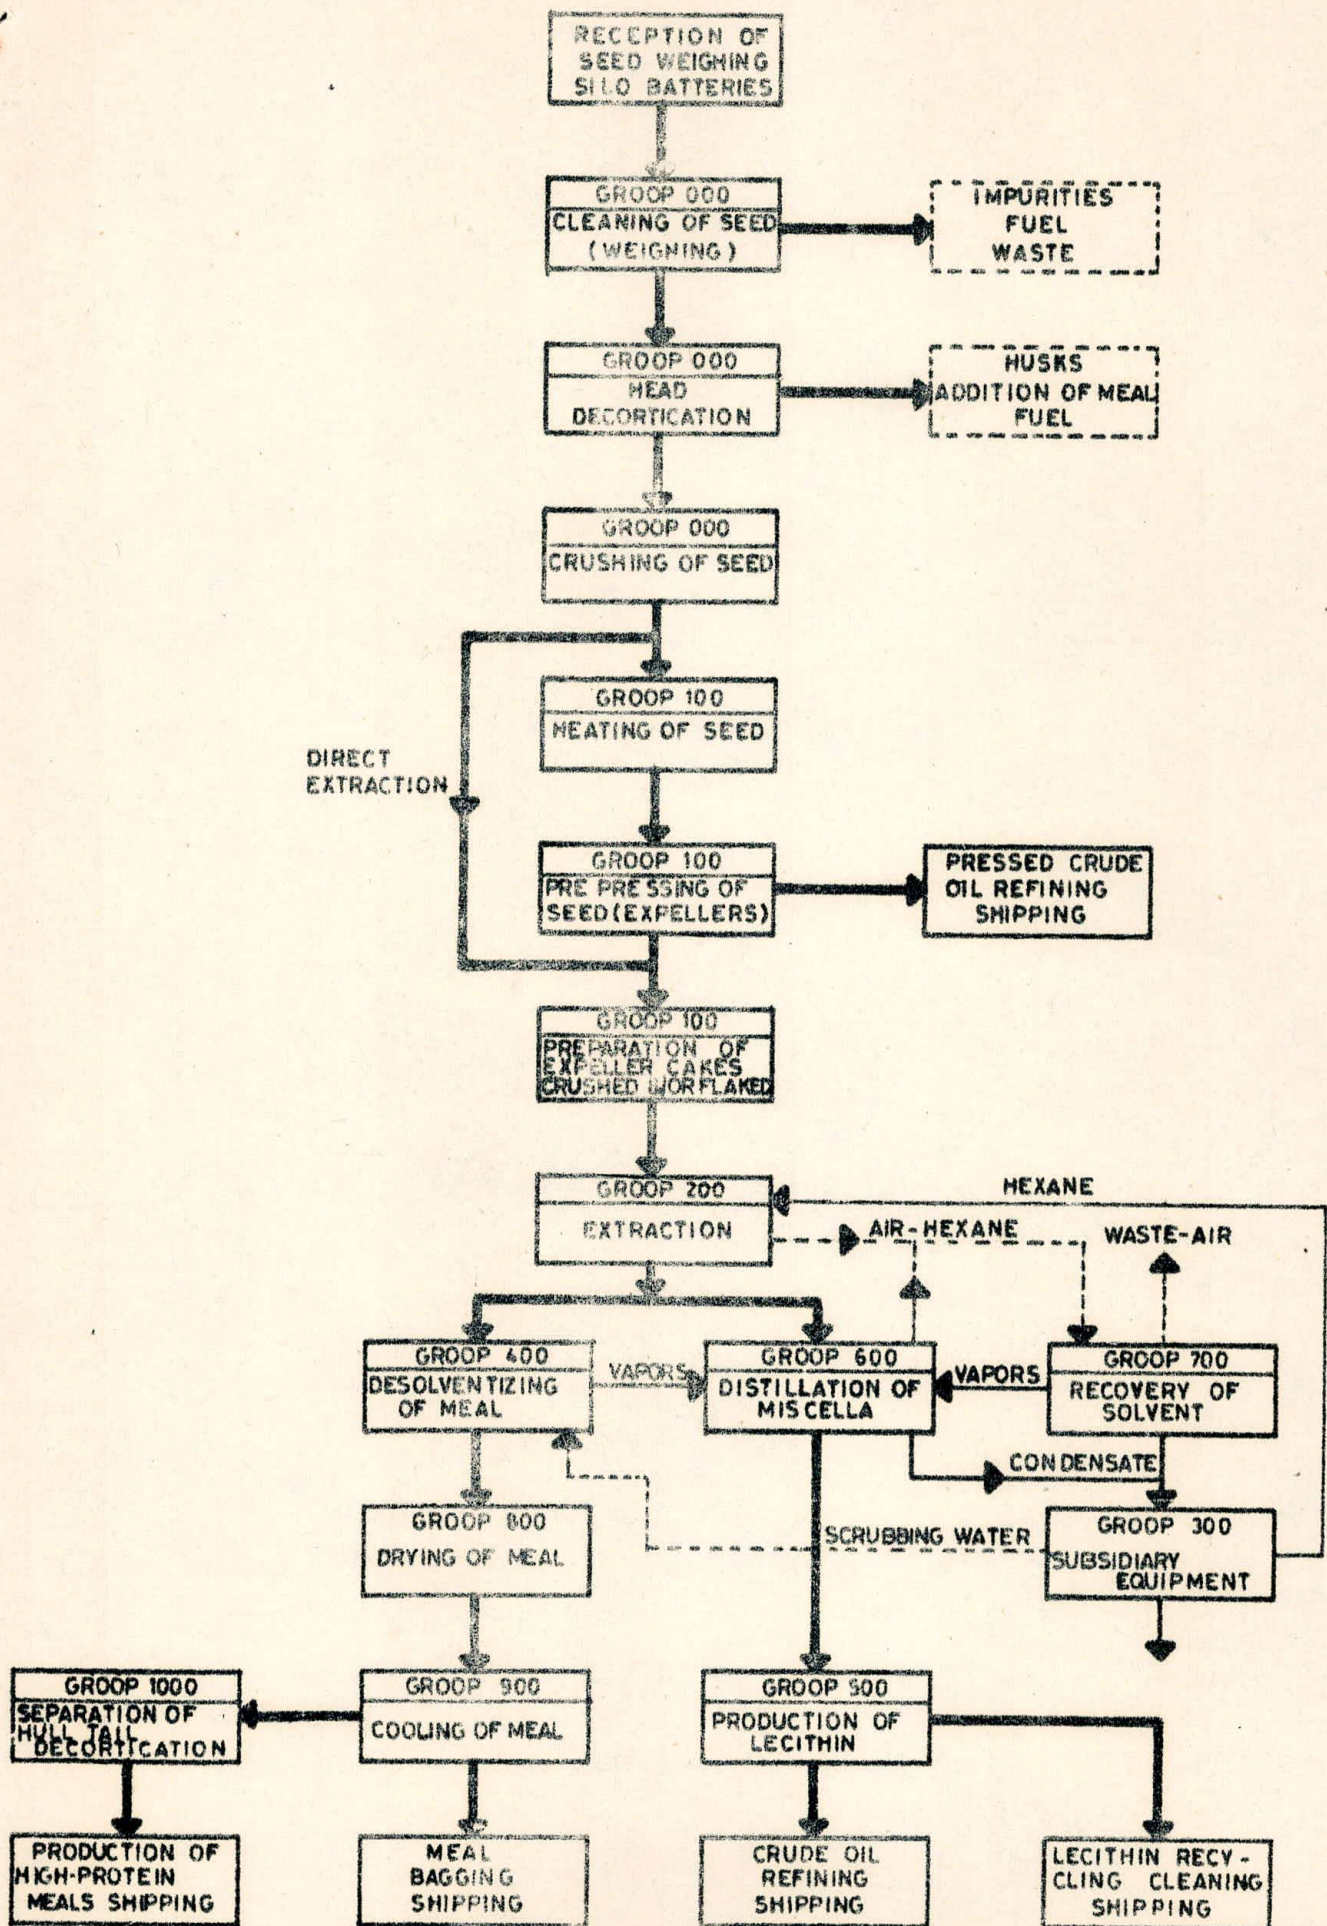 RECEPTION OF
SEED WEIGHING
SILO BATTERIES
GROOP 000
CLEANING OF SEED
(WEIGHING)
IMPURITIES
FUEL
WASTE
GROOP 000
HEAD
DECORTICATION
HUSKS
ADDITION OF MEAL
FUEL
GROOP 000
CRUSHING OF SEED
GROOP 100
HEATING OF SEED
DIRECT
EXTRACTION
GROOP 100
PRE PRESSING OF
SEED(EXPELLERS)
PRESSED CRUDE
OIL REFINING
SHIPPING
GROOP 100
PREPARATION OF
EXPELLER CAKES
CRUSHED OR FLAKED
GROOP 200
EXTRACTION
HEXANE
AIR-HEXANE
WASTE-AIR
GROOP 400
DESOLVENTIZING
OF MEAL
VAPORS
GROOP 600
DISTILLATION OF
MISCELLA
VAPORS
GROOP 700
RECOVERY OF
SOLVENT
CONDENSATE
GROOP 800
DRYING OF MEAL
SCRUBBING WATER
GROOP 300
SUBSIDIARY
EQUIPMENT
GROOP 1000
SEPARATION OF
HULL TAIL
DECORTICATION
GROOP 900
COOLING OF MEAL
GROOP 500
PRODUCTION OF
LECITHIN
PRODUCTION OF
HIGH-PROTEIN
MEALS SHIPPING
MEAL
BAGGING
SHIPPING
CRUDE OIL
REFINING
SHIPPING
LECITHIN RECY-
CLING CLEANING
SHIPPING